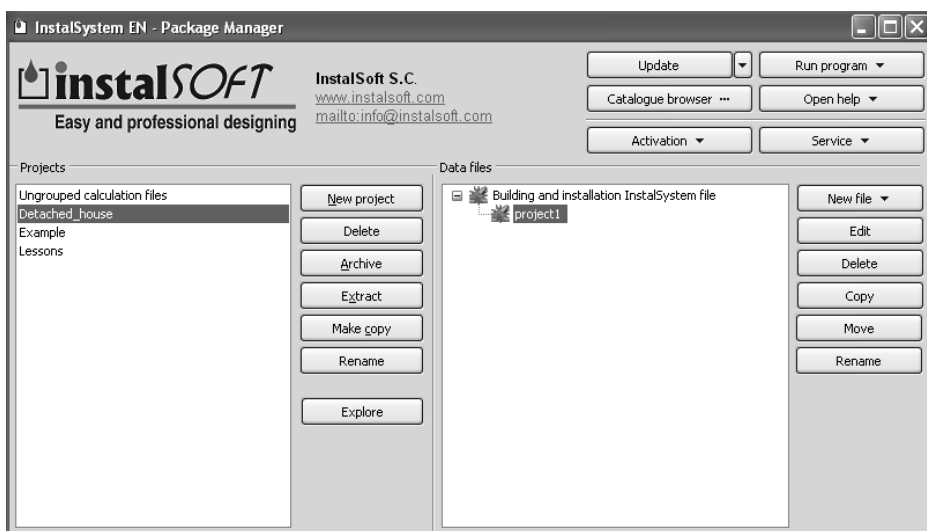 InstalSystem EN - Package Manager
instalSOFT
Easy and professional designing
InstalSoft S.C.
www.instalsoft.com
mailto:info@instalsoft.com
Update
Run program
Catalogue browser ...
Open help
Activation
Service
Projects
Ungrouped calculation files
Detached_house
Example
Lessons
New project
Delete
Archive
Extract
Make copy
Rename
Explore
Data files
Building and installation InstalSystem file
project1
New file
Edit
Delete
Copy
Move
Rename